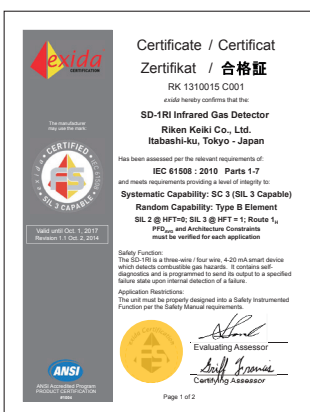 exida
CERTIFICATION
The manufacturer
may use the mark:
CERTIFIED
exida
IEC 61508
FS
SIL 3 CAPABLE
Valid until Oct. 1, 2017
Revision 1.1 Oct. 2, 2014
ANSI
ANSI Accredited Program
PRODUCT CERTIFICATION
Certificate / Certificat
Zertifikat / 合格証
RK 1310015 C001
exida hereby confirms that the:
SD-1RI Infrared Gas Detector
Riken Keiki Co., Ltd.
Itabashi-ku, Tokyo - Japan
Has been assessed per the relevant requirements of:
IEC 61508 : 2010 Parts 1-7
and meets requirements providing a level of integrity to:
Systematic Capability: SC 3 (SIL 3 Capable)
Random Capability: Type B Element
SIL 2 @ HFT=0; SIL 3 @ HFT = 1; Route 1H
PFDAVG and Architecture Constraints
must be verified for each application
Safety Function:
The SD-1RI is a three-wire / four wire, 4-20 mA smart device
which detects combustible gas hazards. It contains self-
diagnostics and is programmed to send its output to a specified
failure state upon internal detection of a failure.
Application Restrictions:
The unit must be properly designed into a Safety Instrumented
Function per the Safety Manual requirements.
Evaluating Assessor
Certifying Assessor
Page 1 of 2